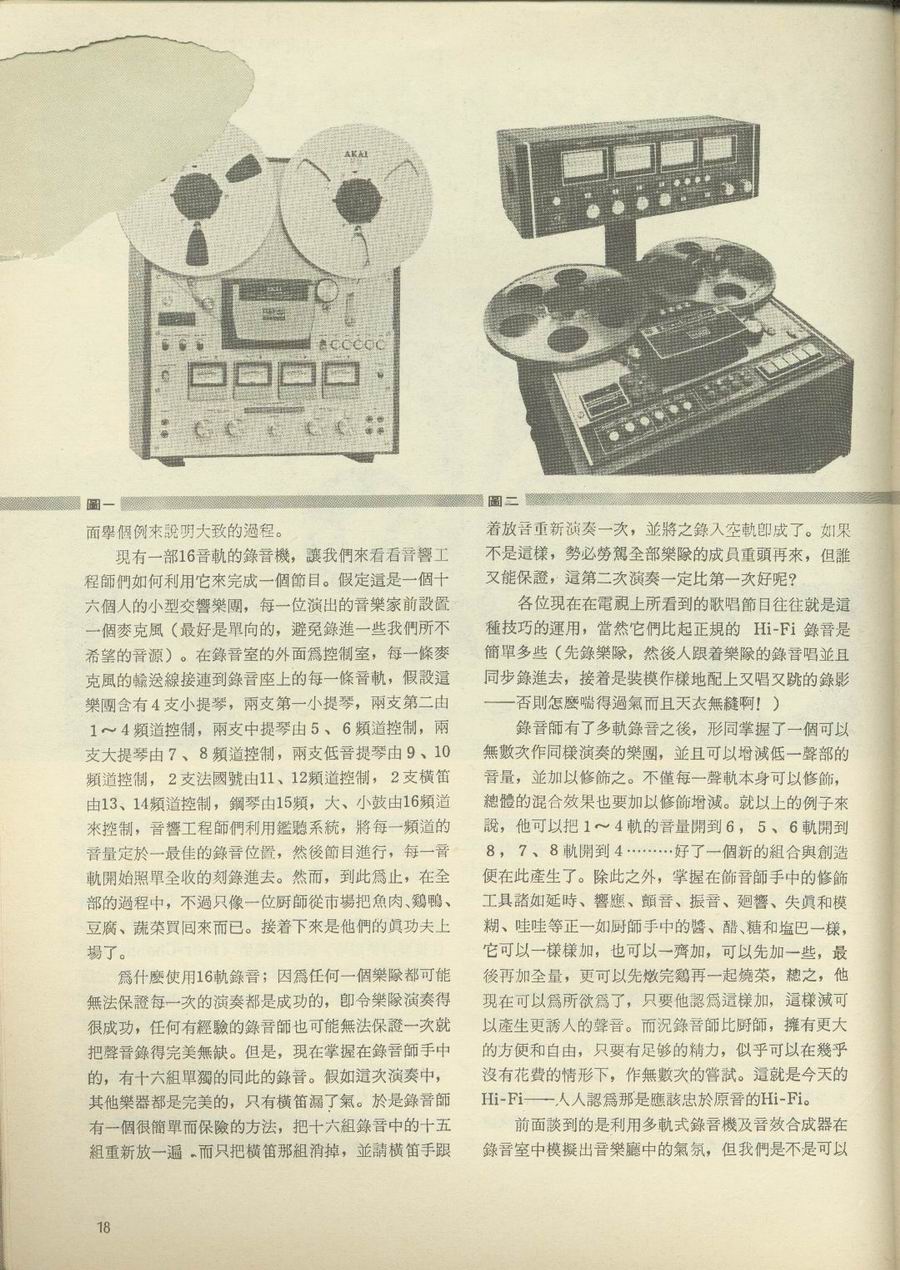 AKAI
圖一
面舉個例來說明大致的過程。
現有一部16音軌的錄音機，讓我們來看看音響工
程師們如何利用它來完成一個節目。假定這是一個十
六個人的小型交響樂團，每一位演出的音樂家前設置
一個麥克風（最好是單向的，避免錄進一些我們所不
希望的音源）。在錄音室的外面爲控制室，每一條麥
克風的輸送線接連到錄音座上的每一條音軌，假設這
樂團含有4支小提琴，兩支第一小提琴，兩支第二由
1～4頻道控制，兩支中提琴由5、6頻道控制，兩
支大提琴由7、8頻道控制，兩支低音提琴由9、10
頻道控制，2支法國號由11、12頻道控制，2支橫笛
由13、14頻道控制，鋼琴由15頻，大、小鼓由16頻道
來控制，音響工程師們利用鑑聽系統，將每一頻道的
音量定於一最佳的錄音位置，然後節目進行，每一音
軌開始照單全收的刻錄進去。然而，到此爲止，在全
部的過程中，不過只像一位厨師從市場把魚肉、鷄鴨、
豆腐、蔬菜買囘來而已。接着下來是他們的眞功夫上
場了。
爲什麽使用16軌錄音；因爲任何一個樂隊都可能
無法保證每一次的演奏都是成功的，卽令樂隊演奏得
很成功，任何有經驗的錄音師也可能無法保證一次就
把聲音錄得完美無缺。但是，現在掌握在錄音師手中
的，有十六組單獨的同此的錄音。假如這次演奏中，
其他樂器都是完美的，只有橫笛漏了氣。於是錄音師
有一個很簡單而保險的方法，把十六組錄音中的十五
組重新放一遍，而只把橫笛那組消掉，並請橫笛手跟
圖二
着放音重新演奏一次，並將之錄入空軌卽成了。如果
不是這樣，勢必勞駕全部樂隊的成員重頭再來，但誰
又能保證，這第二次演奏一定比第一次好呢？
各位現在在電視上所看到的歌唱節目往往就是這
種技巧的運用，當然它們比起正規的 Hi-Fi 錄音是
簡單多些（先錄樂隊，然後人跟着樂隊的錄音唱並且
同步錄進去，接着是裝模作樣地配上又唱又跳的錄影
——否則怎麽喘得過氣而且天衣無縫啊！）
錄音師有了多軌錄音之後，形同掌握了一個可以
無數次作同樣演奏的樂團，並且可以增減低一聲部的
音量，並加以修飾之。不僅每一聲軌本身可以修飾，
總體的混合效果也要加以修飾增減。就以上的例子來
說，他可以把1～4軌的音量開到6，5、6軌開到
8，7、8軌開到4………好了一個新的組合與創造
便在此產生了。除此之外，掌握在飾音師手中的修飾
工具諸如延時、響應、顫音、振音、廻響、失眞和模
糊、哇哇等正一如厨師手中的醬、醋、糖和塩巴一樣，
它可以一樣樣加，也可以一齊加，可以先加一些，最
後再加全量，更可以先燉完鷄再一起燒菜，總之，他
現在可以爲所欲爲了，只要他認爲這樣加，這樣減可
以產生更誘人的聲音。而況錄音師比厨師，擁有更大
的方便和自由，只要有足够的精力，似乎可以在幾乎
沒有花費的情形下，作無數次的嘗試。這就是今天的
Hi-Fi——人人認爲那是應該忠於原音的Hi-Fi。
前面談到的是利用多軌式錄音機及音效合成器在
錄音室中模擬出音樂廳中的氣氛，但我們是不是可以
18